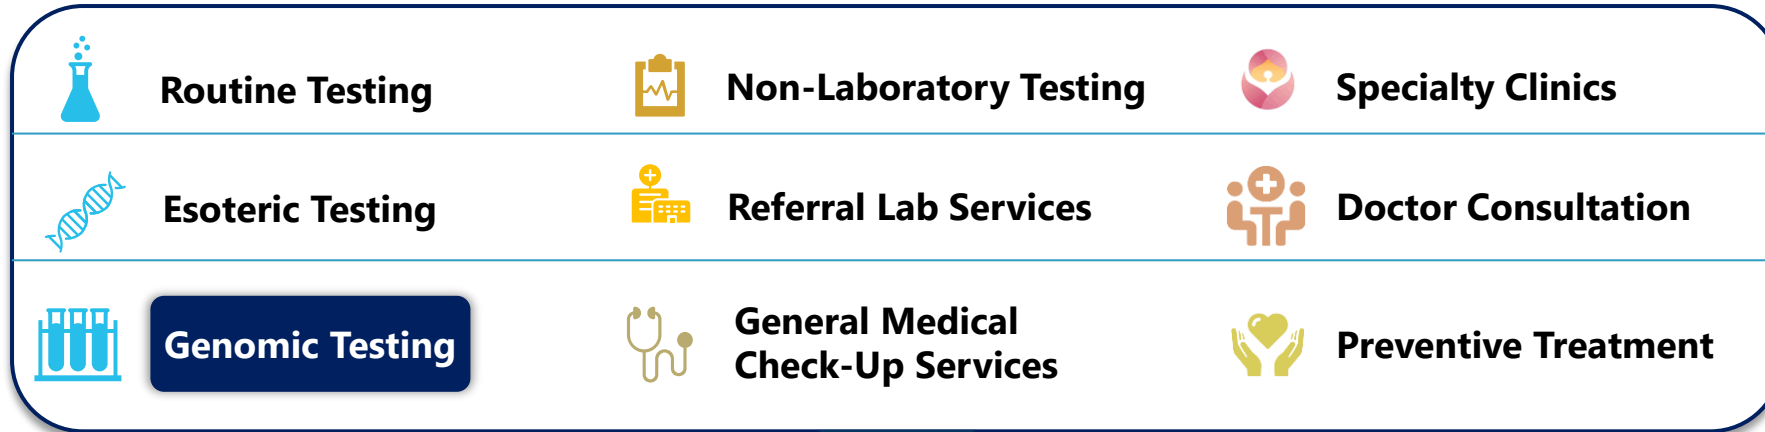 Routine Testing
Non-Laboratory Testing
Specialty Clinics
Esoteric Testing
Referral Lab Services
Doctor Consultation
Genomic Testing
General Medical
Check-Up Services
Preventive Treatment